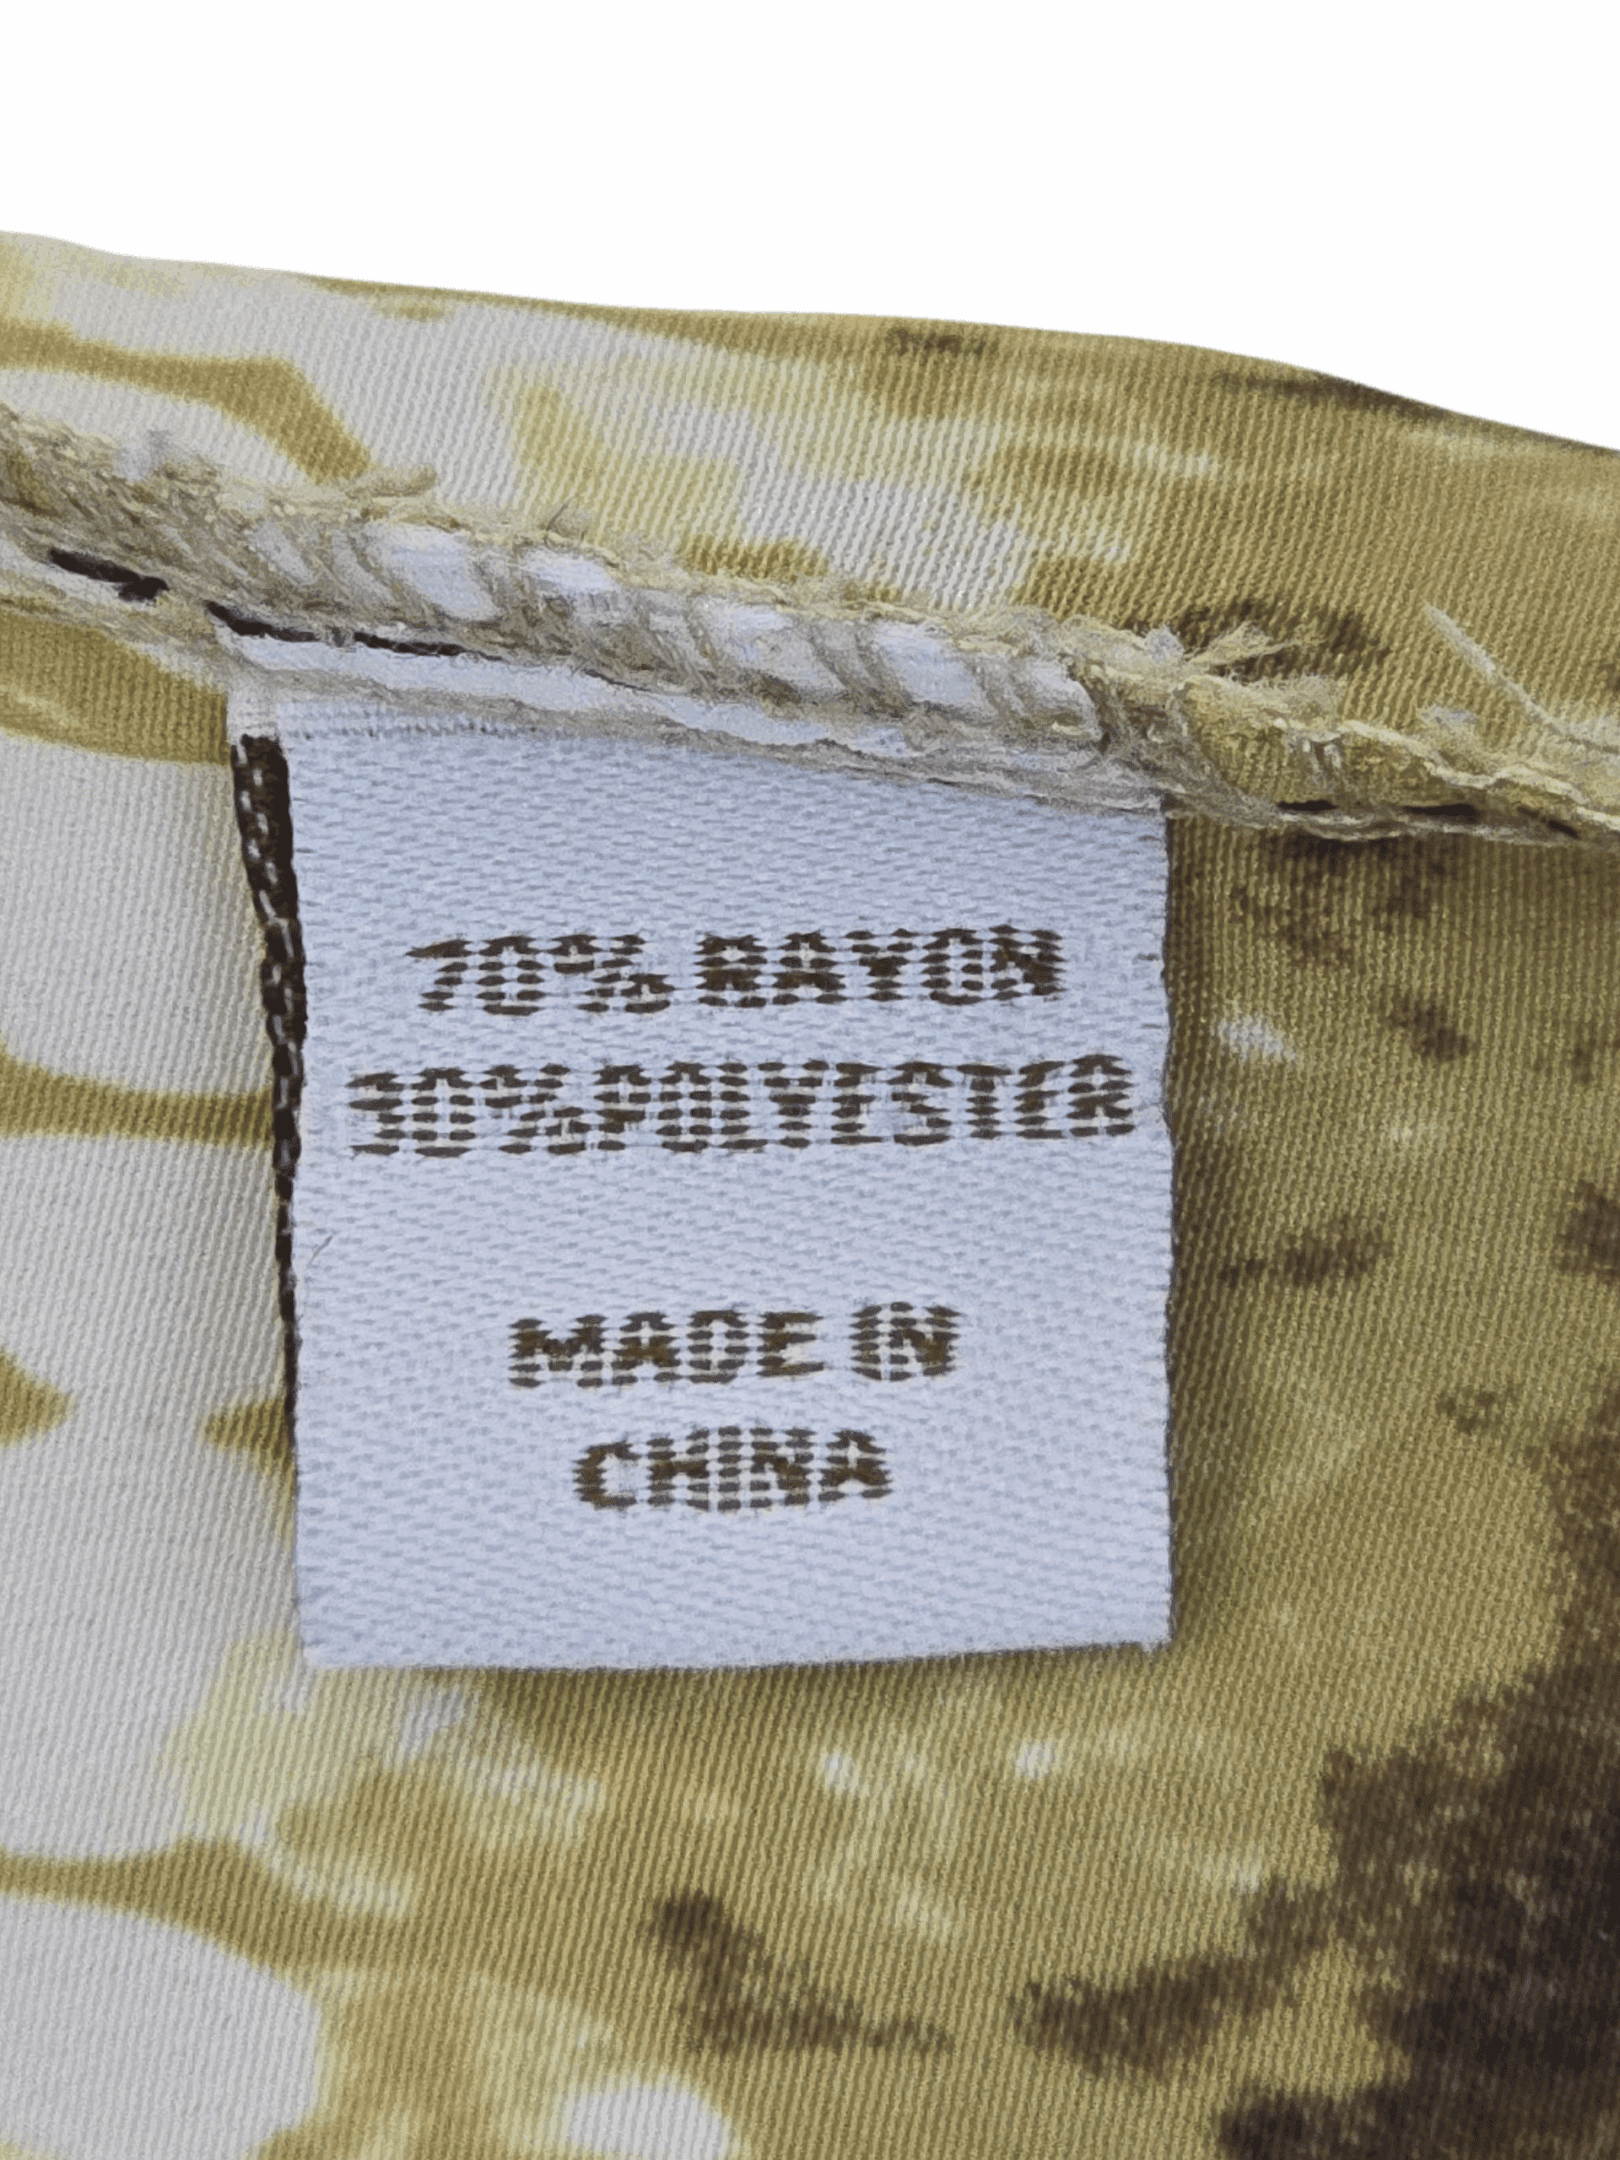 70% RAYON
30%POLYESTER
MADE IN
CHINA